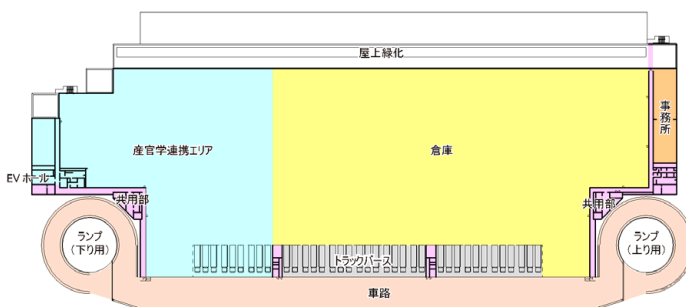 屋上緑化
産官学連携エリア
倉庫
事務所
EVホール
共用部
共用部
ランプ
（下り用）
ランプ
（上り用）
トラックバース
車路